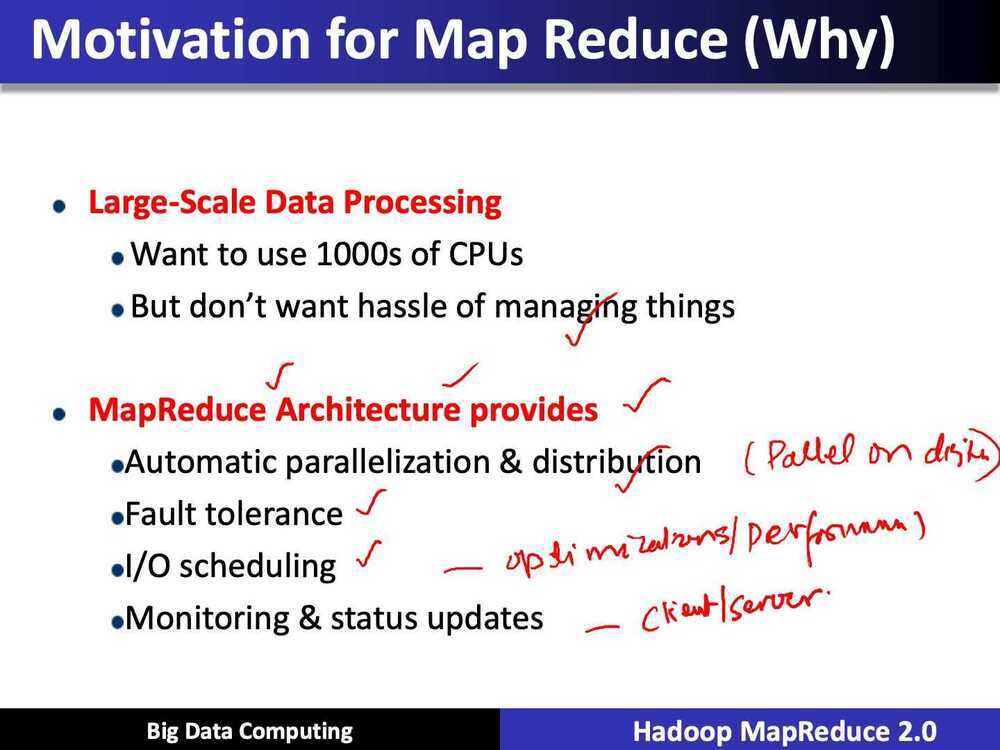 Motivation for Map Reduce (Why)
Large-Scale Data Processing
Want to use 1000s of CPUs
But don't want hassle of managing things
MapReduce Architecture provides
Automatic parallelization & distribution (Pallel on
Fault tolerance
I/O scheduling — optimizations/performann)
Monitoring & status updates — Client/server.
Big Data Computing
Hadoop MapReduce 2.0